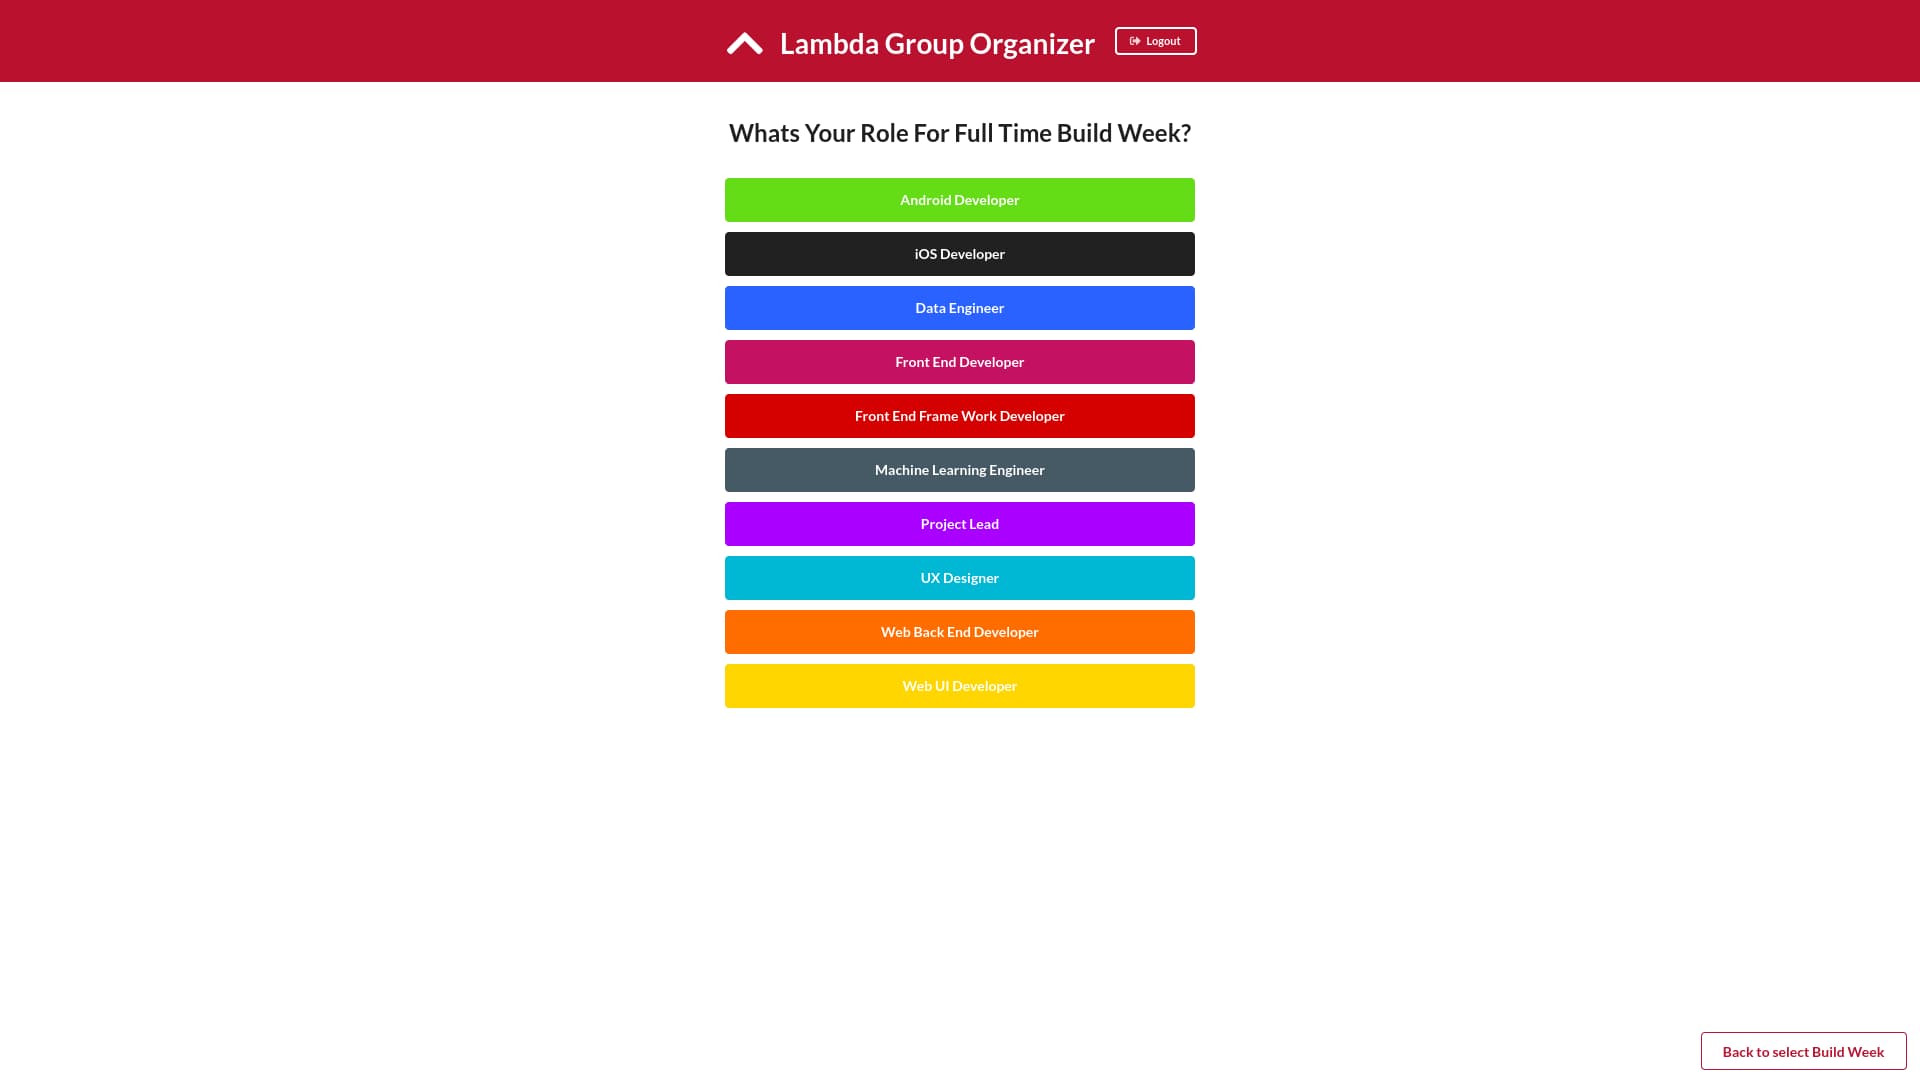 Lambda Group Organizer
Logout
Whats Your Role For Full Time Build Week?
Android Developer
iOS Developer
Data Engineer
Front End Developer
Front End Frame Work Developer
Machine Learning Engineer
Project Lead
UX Designer
Web Back End Developer
Web UI Developer
Back to select Build Week